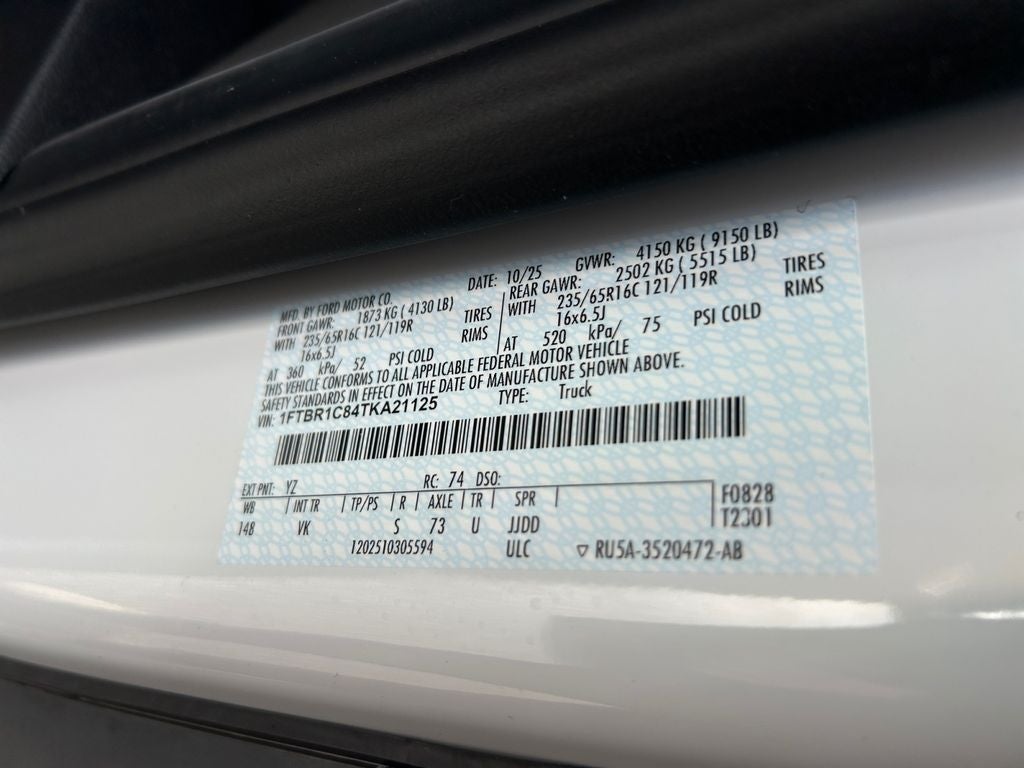 MFD. BY FORD MOTOR CO. DATE: 10/25 GVWR: 4150 KG ( 9150 LB)
FRONT GAWR: 1873 KG ( 4130 LB) REAR GAWR: 2502 KG ( 5515 LB)
WITH 235/65R16C 121/119R TIRES WITH 235/65R16C 121/119R TIRES
16x6.5J RIMS 16x6.5J RIMS
AT 360 kPa/ 52 PSI COLD AT 520 kPa/ 75 PSI COLD
THIS VEHICLE CONFORMS TO ALL APPLICABLE FEDERAL MOTOR VEHICLE
SAFETY STANDARDS IN EFFECT ON THE DATE OF MANUFACTURE SHOWN ABOVE.
VIN: 1FTBR1C84TKA21125 TYPE: Truck
EXT PNT: YZ RC: 74 DSO:
WB INT TR TP/PS R AXLE TR SPR F0828
148 VK S 73 U JJDD T2301
1202510305594 ULC ▽ RU5A-3520472-AB